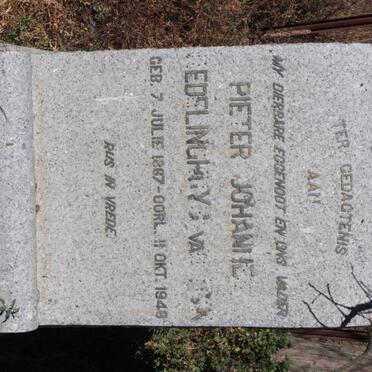 TER GEDAGTENIS
AAN
MY DIERBARE EGGENOOT EN ONS VADER
PIETER JOHANNE
GEB. 7 JULIE 1887 - OORL. 11 OKT. 1948
RUS IN VREDE